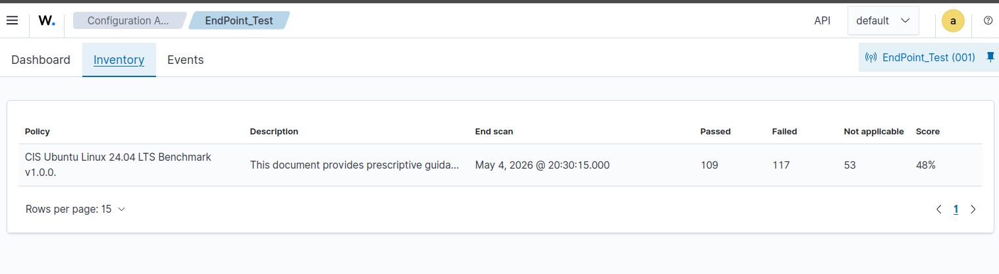 W. Configuration A... EndPoint_Test API default a ?
Dashboard Inventory Events EndPoint_Test (001)
Policy Description End scan Passed Failed Not applicable Score
CIS Ubuntu Linux 24.04 LTS Benchmark
v1.0.0. This document provides prescriptive guida... May 4, 2026 @ 20:30:15.000 109 117 53 48%
Rows per page: 15 1